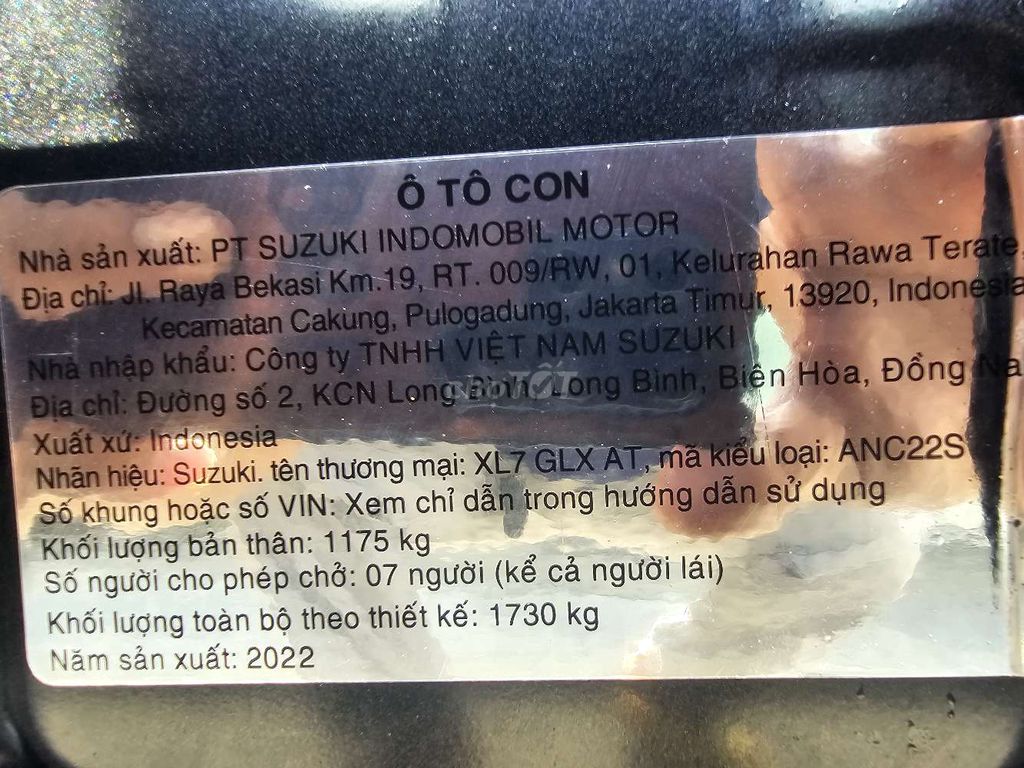 Ô TÔ CON
Nhà sản xuất: PT SUZUKI INDOMOBIL MOTOR
Địa chỉ: Jl. Raya Bekasi Km.19, RT. 009/RW, 01, Kelurahan Rawa Terate,
Kecamatan Cakung, Pulogadung, Jakarta Timur, 13920, Indonesia
Nhà nhập khẩu: Công ty TNHH VIỆT NAM SUZUKI
Địa chỉ: Đường số 2, KCN Long Bình, Long Bình, Biên Hòa, Đồng Na
Xuất xứ: Indonesia
Nhãn hiệu: Suzuki. tên thương mại: XL7 GLX AT, mã kiểu loại: ANC22S
Số khung hoặc số VIN: Xem chỉ dẫn trong hướng dẫn sử dụng
Khối lượng bản thân: 1175 kg
Số người cho phép chở: 07 người (kể cả người lái)
Khối lượng toàn bộ theo thiết kế: 1730 kg
Năm sản xuất: 2022